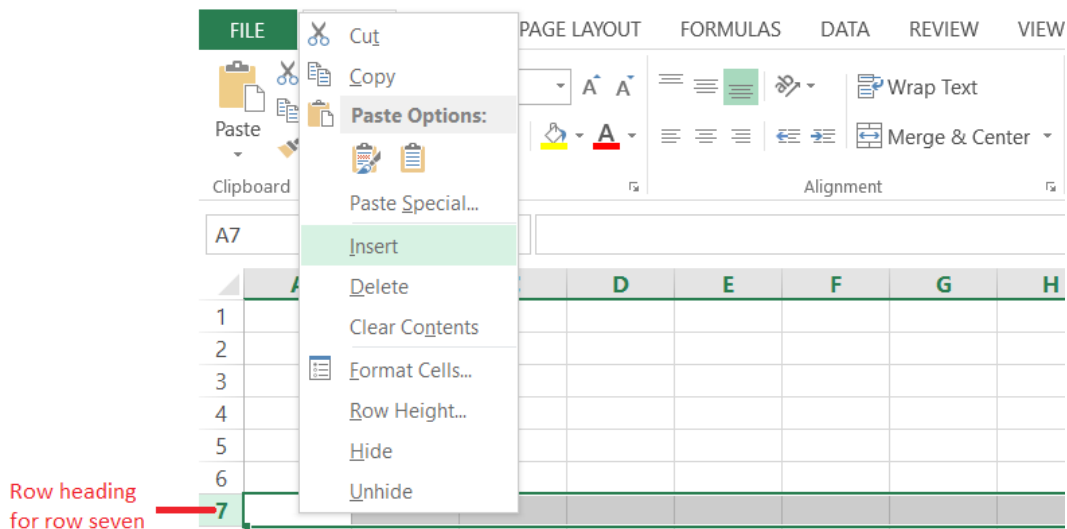 FILE
PAGE LAYOUT
FORMULAS
DATA
REVIEW
VIEW
Cut
Copy
Paste Options:
Paste Special...
Insert
Delete
Clear Contents
Format Cells...
Row Height...
Hide
Unhide
Paste
Clipboard
A
A
A
Wrap Text
Merge & Center
Alignment
A7
A
D
E
F
G
H
1
2
3
4
5
6
7
Row heading
for row seven